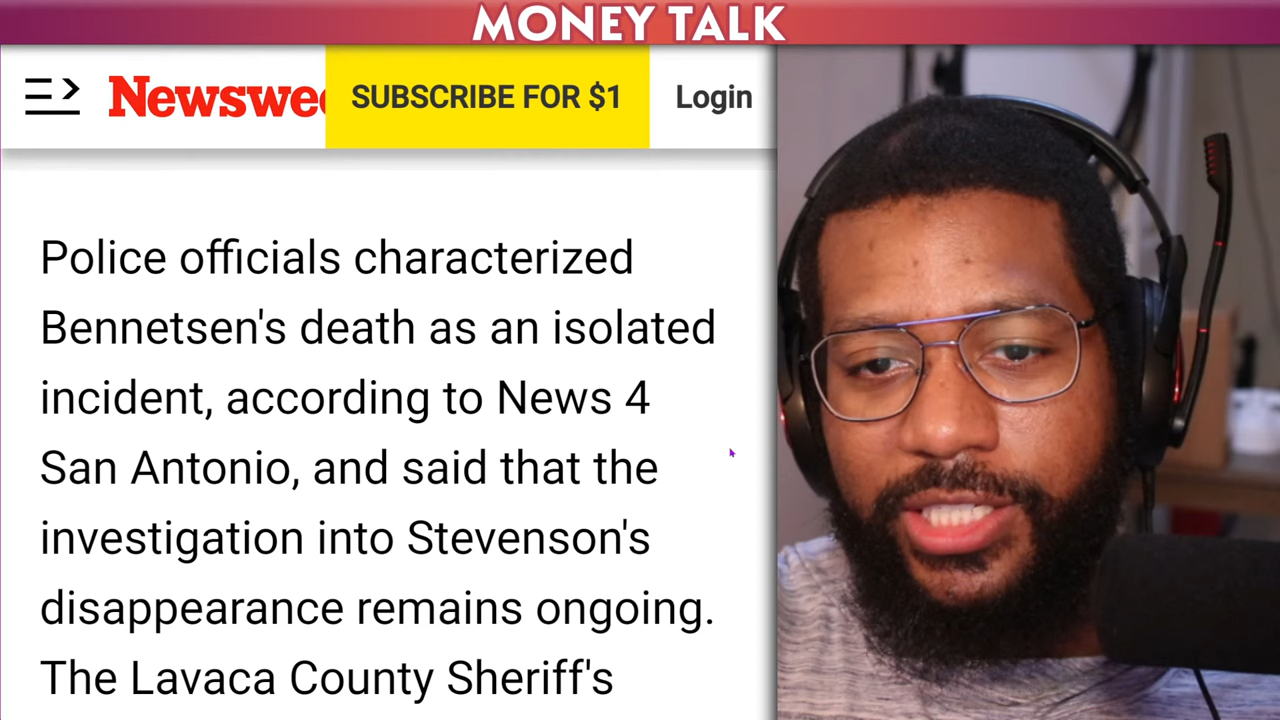 MONEY TALK
Newswee
SUBSCRIBE FOR $1
Login
Police officials characterized
Bennetsen's death as an isolated
incident, according to News 4
San Antonio, and said that the
investigation into Stevenson's
disappearance remains ongoing.
The Lavaca County Sheriff's